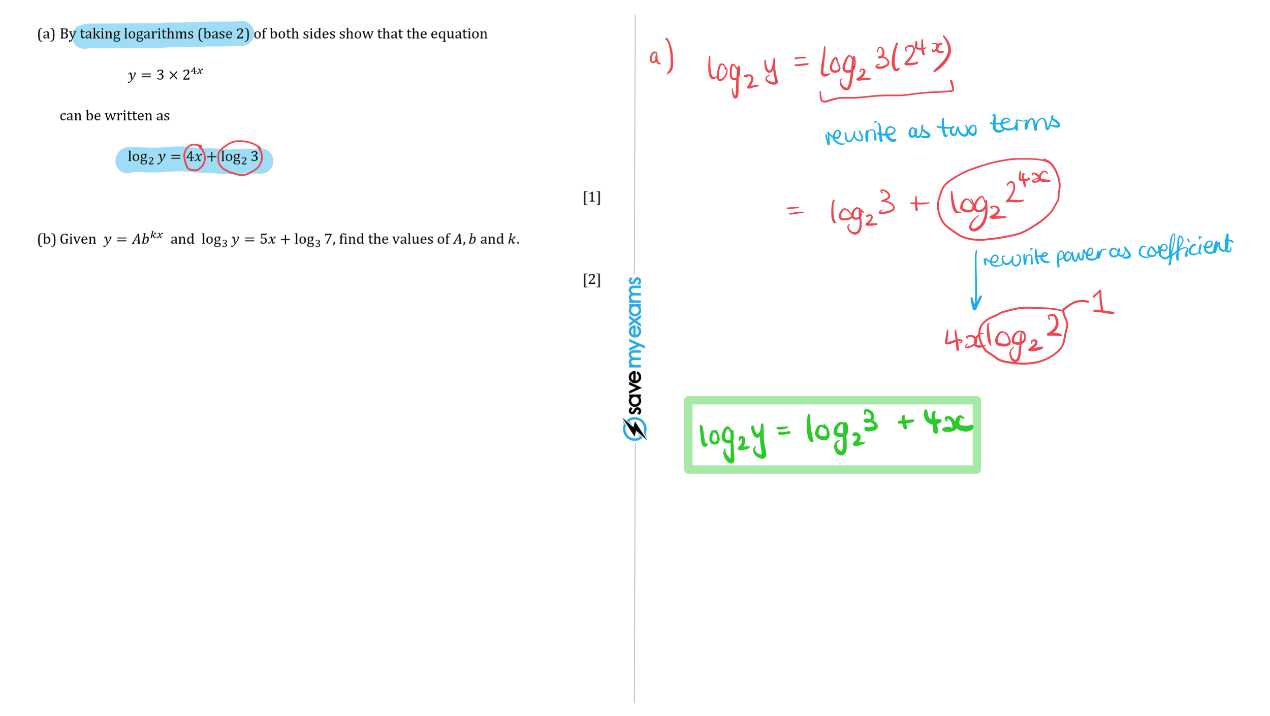 (a) By taking logarithms (base 2) of both sides show that the equation
y = 3 × 2^{4x}
can be written as
log₂ y = 4x + log₂ 3
[1]
(b) Given y = Ab^{kx} and log₃ y = 5x + log₃ 7, find the values of A, b and k.
[2]
savemyexams
a) log₂ y = log₂ 3(2^{4x})
rewrite as two terms
= log₂ 3 + log₂ 2^{4x}
rewrite power as coefficient
4x log₂ 2 1
log₂ y = log₂ 3 + 4x